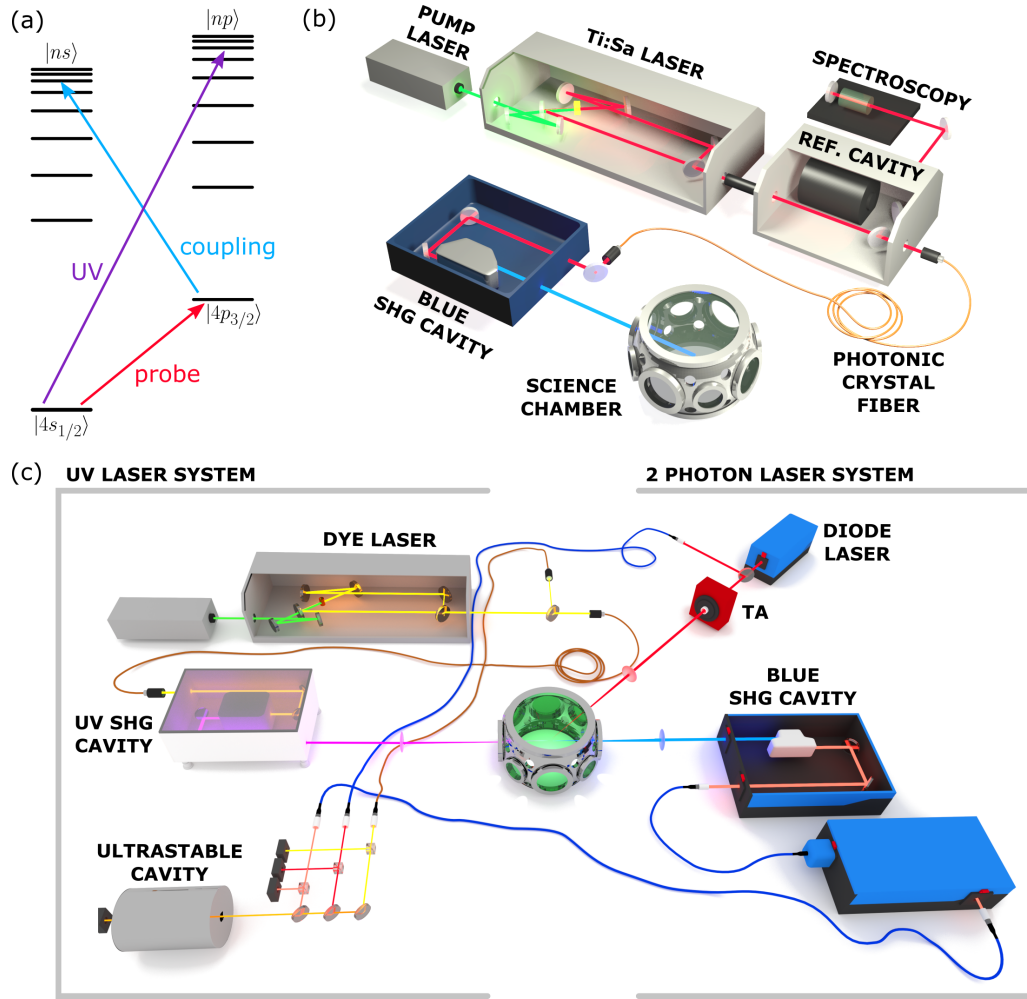 (a)
|ns⟩
|np⟩
coupling
UV
|4p3/2⟩
probe
|4s1/2⟩
(b)
PUMP
LASER
Ti:Sa LASER
SPECTROSCOPY
REF. CAVITY
BLUE
SHG CAVITY
SCIENCE
CHAMBER
PHOTONIC
CRYSTAL
FIBER
(c)
UV LASER SYSTEM
2 PHOTON LASER SYSTEM
DYE LASER
DIODE
LASER
TA
UV SHG
CAVITY
BLUE
SHG CAVITY
ULTRASTABLE
CAVITY